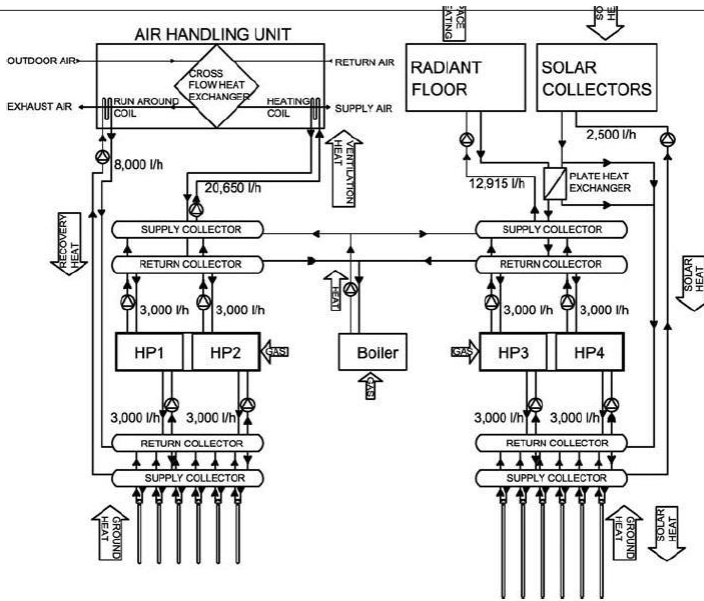 PACE
EATING
SO
HE
AIR HANDLING UNIT
OUTDOOR AIR
RETURN AIR
CROSS
FLOW HEAT
EXCHANGER
EXHAUST AIR
RUN AROUND
COIL
HEATING
COIL
SUPPLY AIR
RADIANT
FLOOR
SOLAR
COLLECTORS
8,000 l/h
20,650 l/h
VENTILATION
HEAT
2,500 l/h
12,915 l/h
PLATE HEAT
EXCHANGER
SUPPLY COLLECTOR
SUPPLY COLLECTOR
RECOVERY
HEAT
RETURN COLLECTOR
RETURN COLLECTOR
HEAT
SOLAR
HEAT
3,000 l/h
3,000 l/h
3,000 l/h
3,000 l/h
HP1
HP2
GAS
Boiler
GAS
GAS
HP3
HP4
3,000 l/h
3,000 l/h
3,000 l/h
3,000 l/h
RETURN COLLECTOR
RETURN COLLECTOR
SUPPLY COLLECTOR
SUPPLY COLLECTOR
GROUND
HEAT
GROUND
HEAT
SOLAR
HEAT